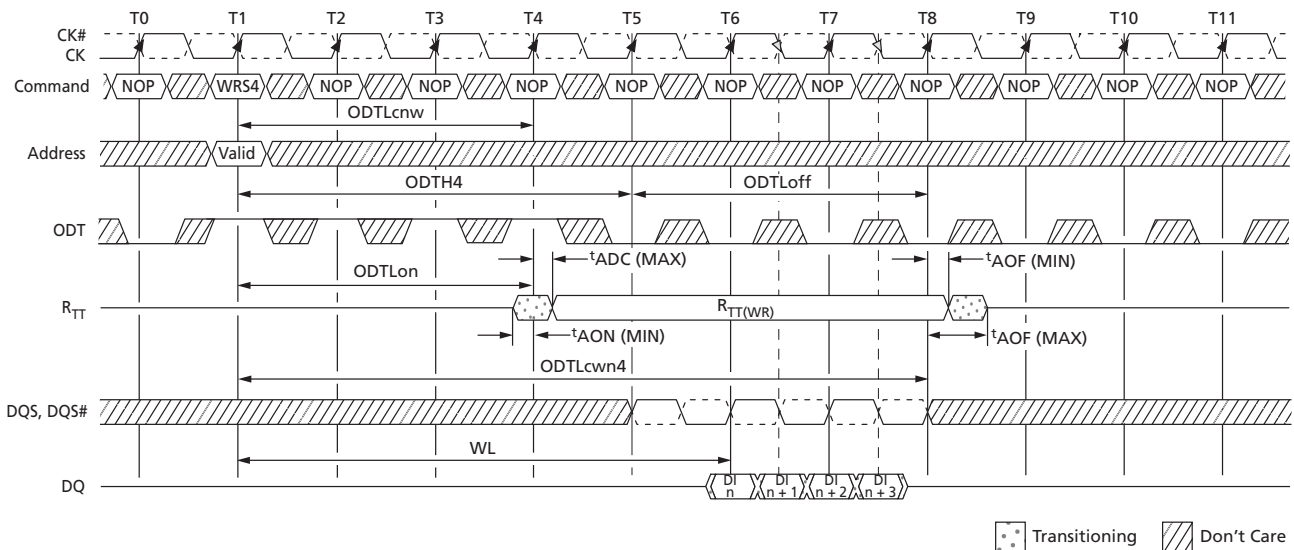 T0 T1 T2 T3 T4 T5 T6 T7 T8 T9 T10 T11
CK#
CK
Command NOP WRS4 NOP NOP NOP NOP NOP NOP NOP NOP NOP NOP
ODTLcnw
Address Valid
ODTH4 ODTLoff
ODT
tADC (MAX) tAOF (MIN)
ODTLon
RTT RTT(WR)
tAON (MIN) tAOF (MAX)
ODTLcwn4
DQS, DQS#
WL
DQ DI n DI n + 1 DI n + 2 DI n + 3
Transitioning Don't Care